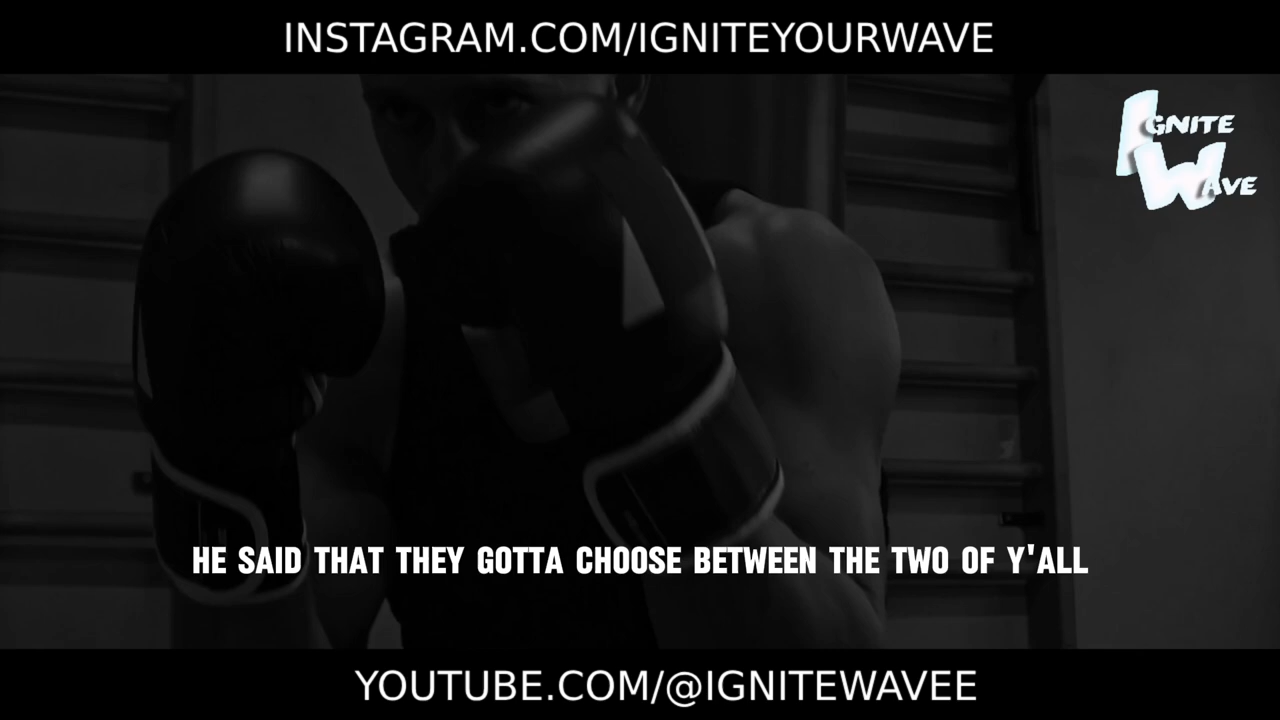 INSTAGRAM.COM/IGNITEYOURWAVE
IGNITE
WAVE
HE SAID THAT THEY GOTTA CHOOSE BETWEEN THE TWO OF Y'ALL
YOUTUBE.COM/@IGNITEWAVEE